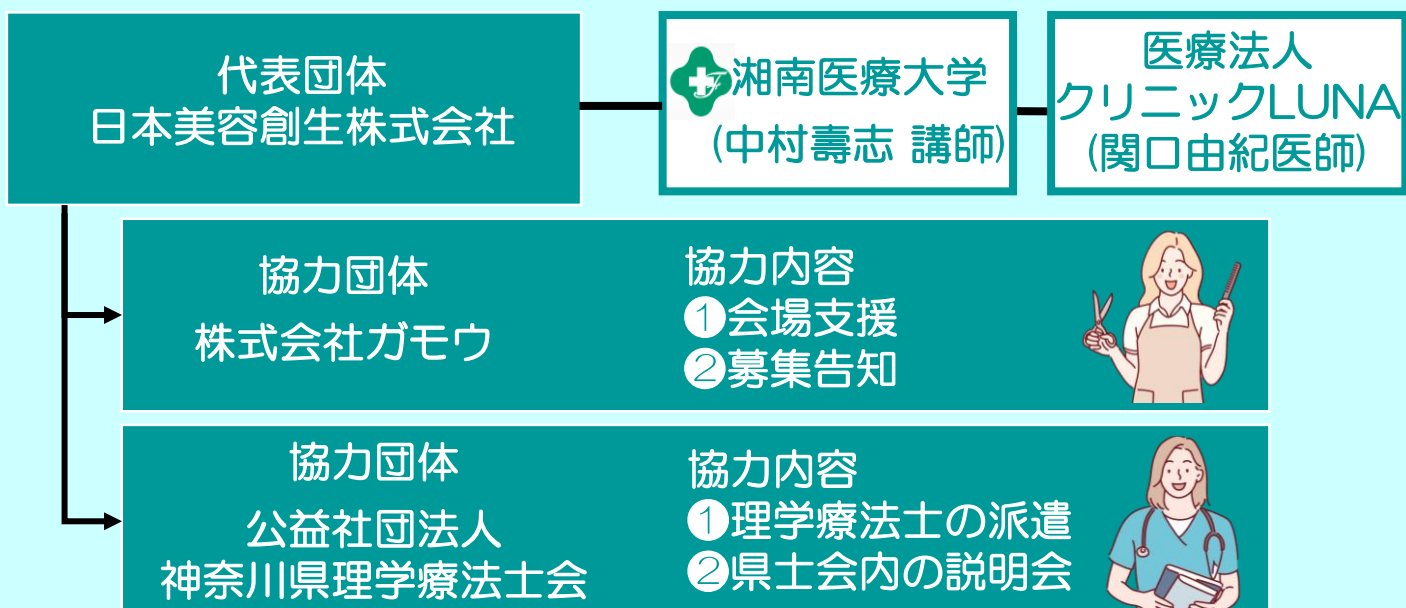 代表団体
日本美容創生株式会社
湘南医療大学
(中村壽志 講師)
医療法人
クリニックLUNA
(関口由紀医師)
協力団体
株式会社ガモウ
協力内容
❶会場支援
❷募集告知
協力団体
公益社団法人
神奈川県理学療法士会
協力内容
❶理学療法士の派遣
❷県士会内の説明会